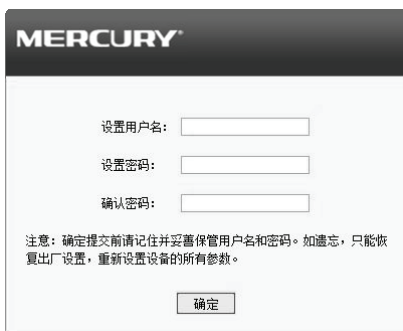 MERCURY®
设置用户名：
设置密码：
确认密码：
注意：确定提交前请记住并妥善保管用户名和密码。如遗忘，只能恢
复出厂设置，重新设置设备的所有参数。
确定